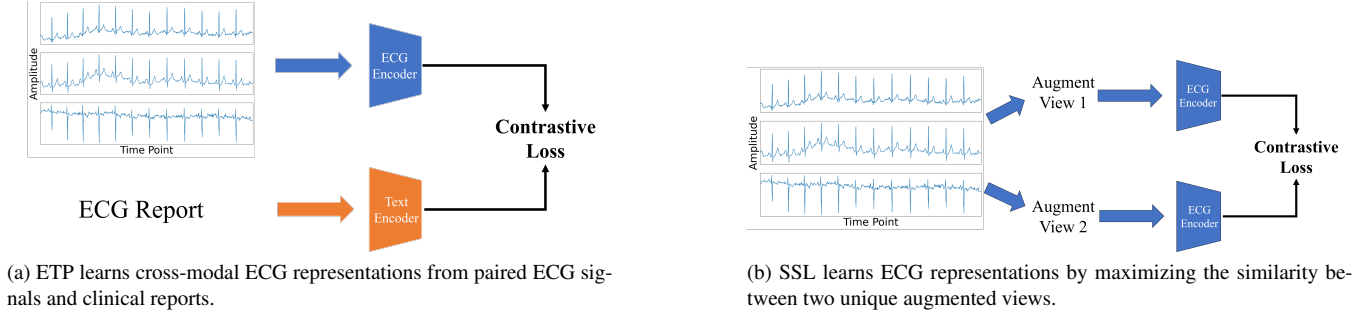 Amplitude
Time Point
ECG
Encoder
Contrastive
Loss
ECG Report
Text
Encoder
(a) ETP learns cross-modal ECG representations from paired ECG sig-
nals and clinical reports.
Amplitude
Time Point
Augment
View 1
ECG
Encoder
Contrastive
Loss
Augment
View 2
ECG
Encoder
(b) SSL learns ECG representations by maximizing the similarity be-
tween two unique augmented views.